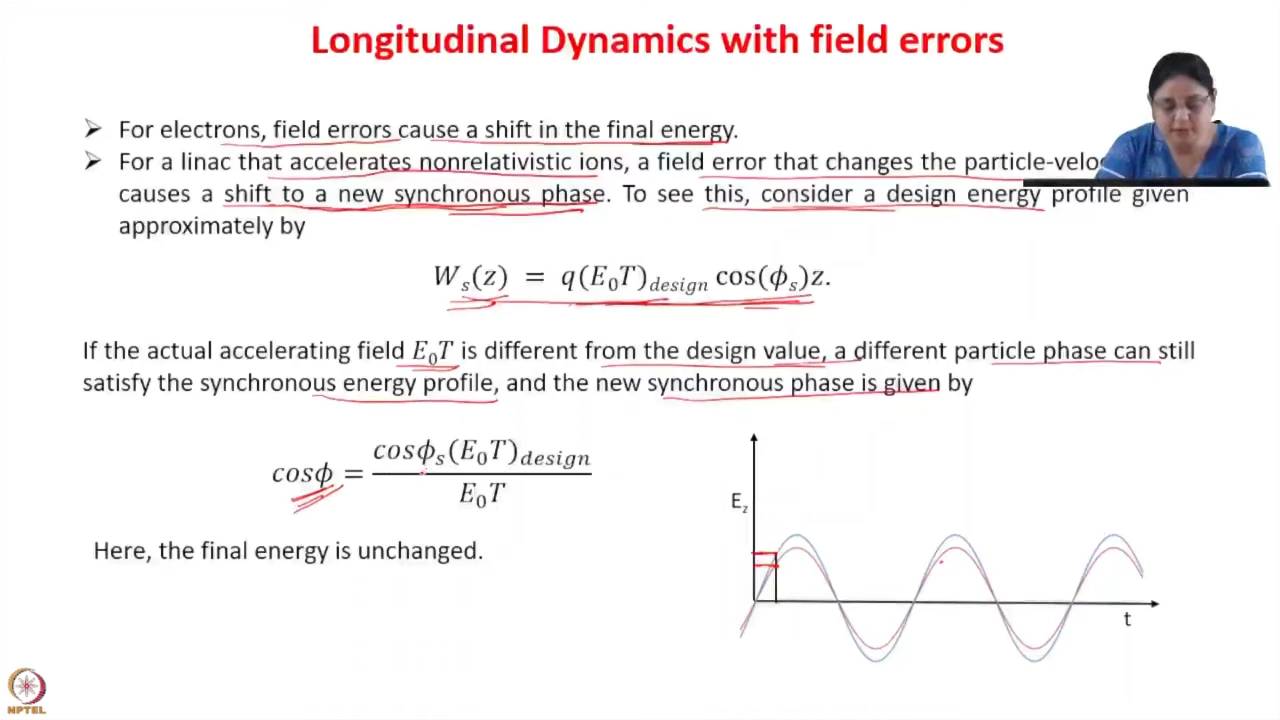 Longitudinal Dynamics with field errors
➢ For electrons, field errors cause a shift in the final energy.
➢ For a linac that accelerates nonrelativistic ions, a field error that changes the
causes a shift to a new synchronous phase. To see this, consider a design energy profile given
approximately by
W_s(z) = q(E_0T)_{design} cos(ϕ_s)z.
If the actual accelerating field E_0T is different from the design value, a different particle phase can still
satisfy the synchronous energy profile, and the new synchronous phase is given by
cosϕ = \frac{cosϕ_s(E_0T)_{design}}{E_0T}
E_z
Here, the final energy is unchanged.
t
NPTEL